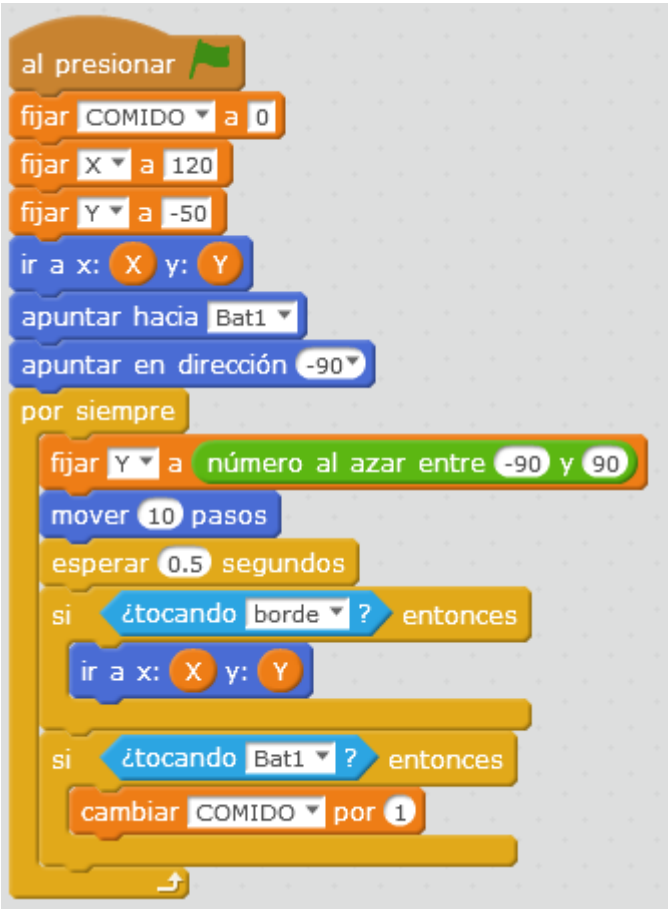 al presionar
fijar COMIDO a 0
fijar X a 120
fijar Y a -50
ir a x: X y: Y
apuntar hacia Bat1
apuntar en dirección -90
por siempre
fijar Y a número al azar entre -90 y 90
mover 10 pasos
esperar 0.5 segundos
si ¿tocando borde ? entonces
ir a x: X y: Y
si ¿tocando Bat1 ? entonces
cambiar COMIDO por 1